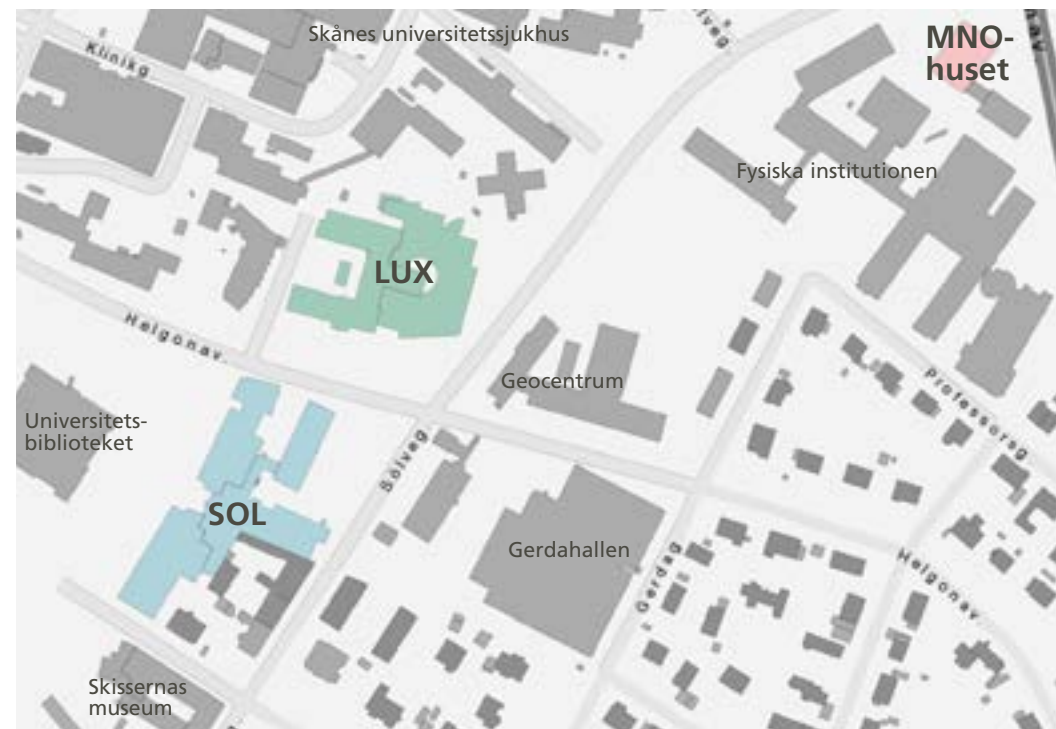 Skånes universitetssjukhus
MNO-
huset
Klinikg
Fysiska institutionen
LUX
Helgonav.
Geocentrum
Professorsg
Universitets-
biblioteket
Sölveg
SOL
Gerdahallen
Gerdag
Helgonav
Skissernas
museum